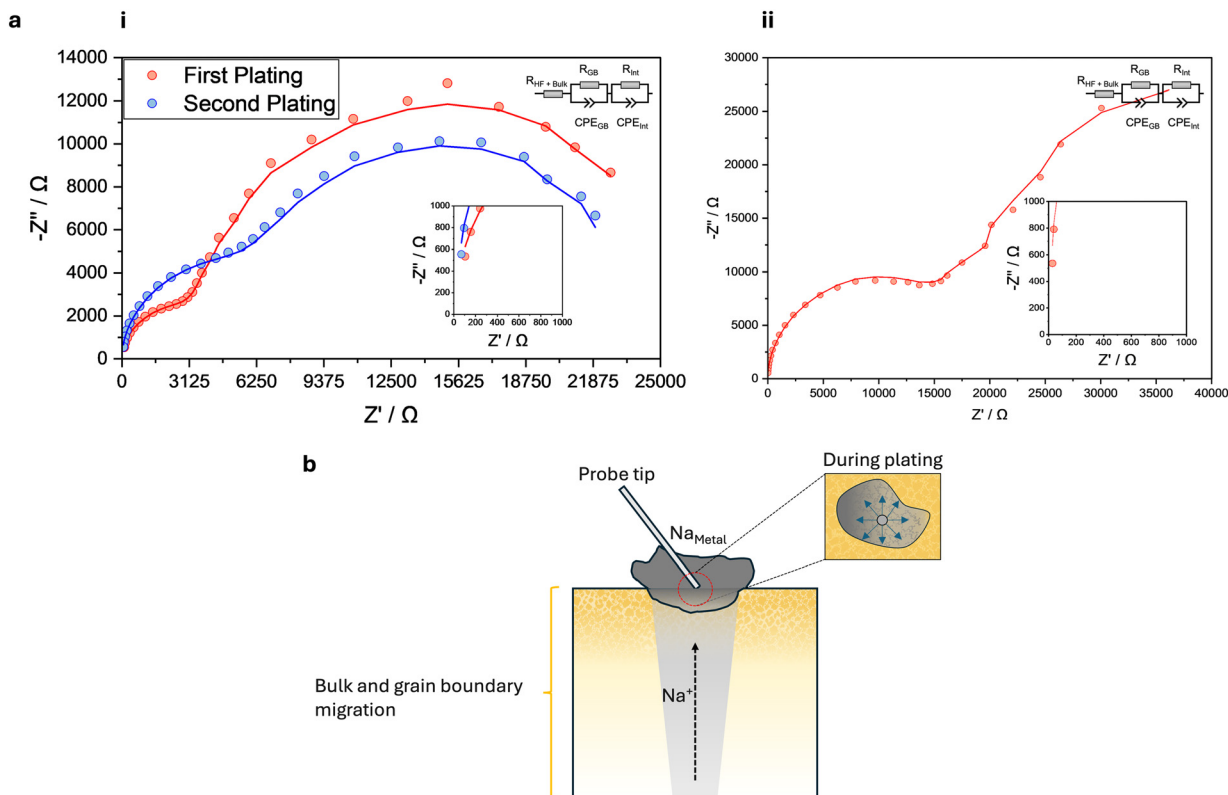 a
i
14000
12000
10000
8000
6000
4000
2000
0
-Z" / Ω
First Plating
Second Plating
R_HF + Bulk
R_GB
R_Int
CPE_GB
CPE_Int
1000
800
600
400
200
0
-Z" / Ω
0 200 400 600 800 1000
Z' / Ω
0 3125 6250 9375 12500 15625 18750 21875 25000
Z' / Ω
ii
30000
25000
20000
15000
10000
5000
0
-Z" / Ω
R_HF + Bulk
R_GB
R_Int
CPE_GB
CPE_Int
1000
800
600
400
200
0
-Z" / Ω
0 200 400 600 800 1000
Z' / Ω
0 5000 10000 15000 20000 25000 30000 35000 40000
Z' / Ω
b
Probe tip
Na_Metal
During plating
Bulk and grain boundary
migration
Na⁺